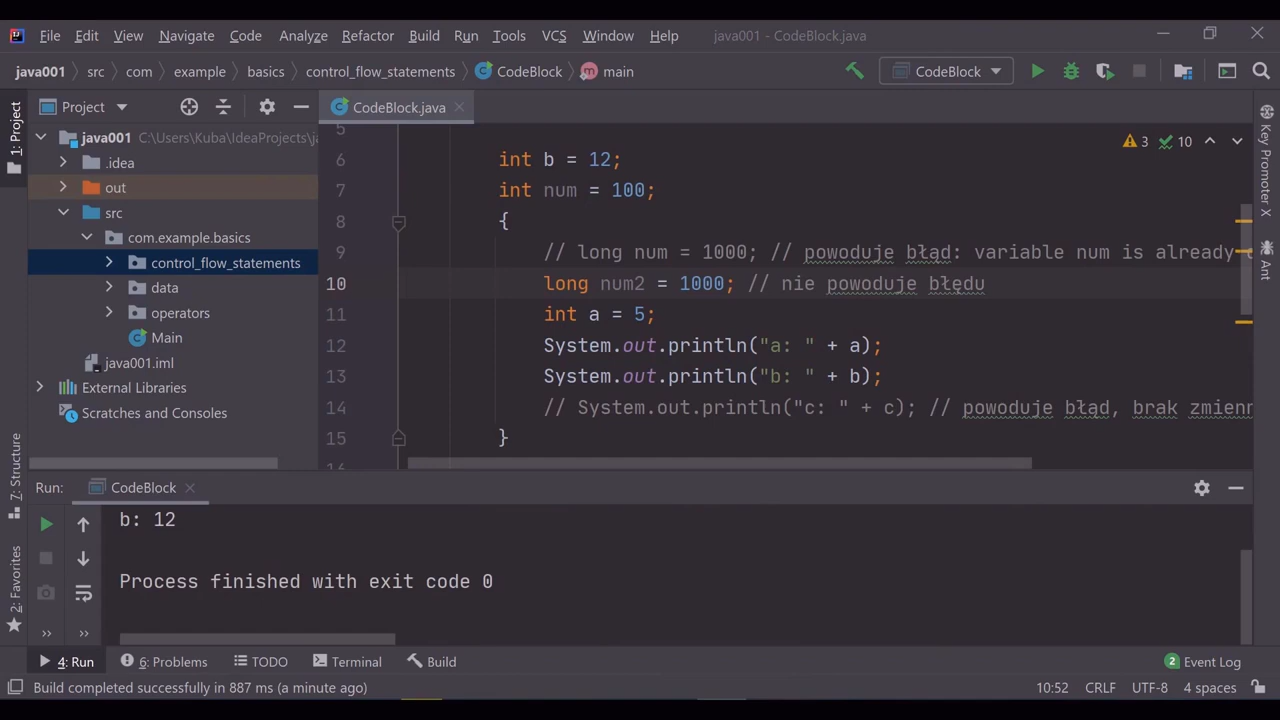 File Edit View Navigate Code Analyze Refactor Build Run Tools VCS Window Help java001 - CodeBlock.java
java001 src com example basics control_flow_statements CodeBlock main CodeBlock
1: Project
Project
CodeBlock.java
java001 C:\Users\Kuba\IdeaProjects\j
.idea
out
src
com.example.basics
control_flow_statements
data
operators
Main
java001.iml
External Libraries
Scratches and Consoles
5
3 10
6 int b = 12;
7 int num = 100;
8 {
9 // long num = 1000; // powoduje błąd: variable num is already
10 long num2 = 1000; // nie powoduje błędu
11 int a = 5;
12 System.out.println("a: " + a);
13 System.out.println("b: " + b);
14 // System.out.println("c: " + c); // powoduje błąd, brak zmienn
15 }
16
Key Promoter X
Ant
7: Structure
2: Favorites
Run: CodeBlock
b: 12
Process finished with exit code 0
4: Run 6: Problems TODO Terminal Build 2 Event Log
Build completed successfully in 887 ms (a minute ago) 10:52 CRLF UTF-8 4 spaces